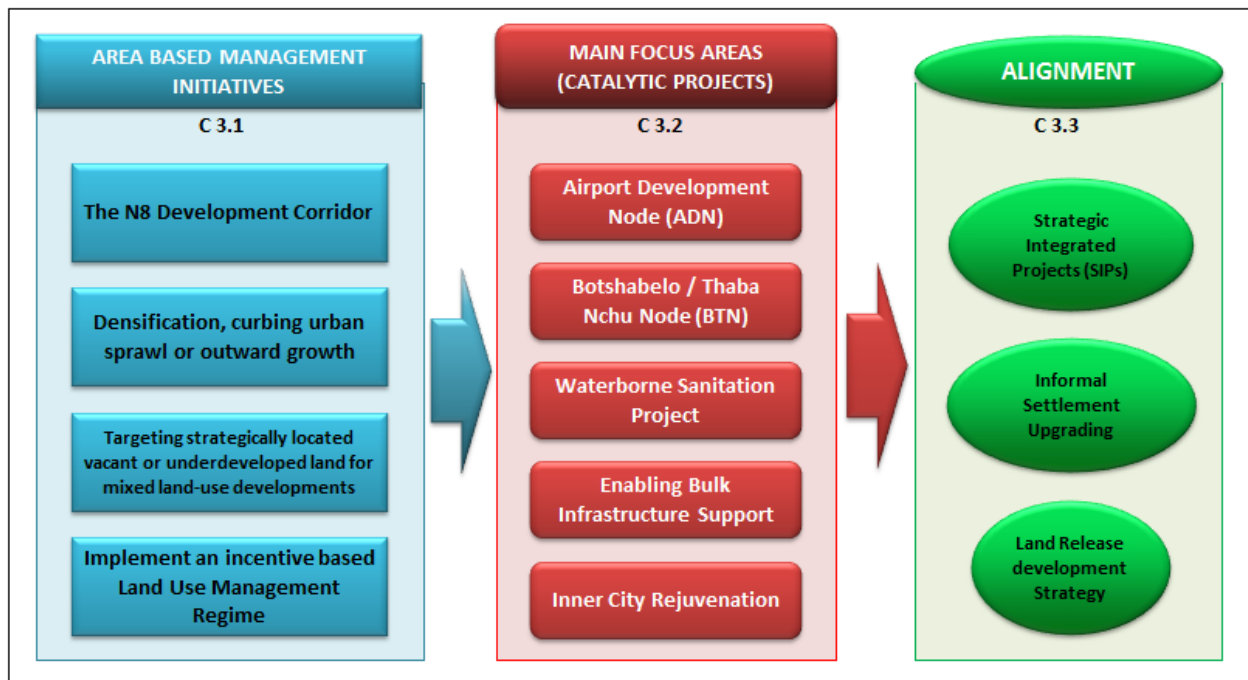 AREA BASED MANAGEMENT
INITIATIVES
C 3.1
The N8 Development Corridor
Densification, curbing urban
sprawl or outward growth
Targeting strategically located
vacant or underdeveloped land for
mixed land-use developments
Implement an incentive based
Land Use Management
Regime
MAIN FOCUS AREAS
(CATALYTIC PROJECTS)
C 3.2
Airport Development
Node (ADN)
Botshabelo / Thaba
Nchu Node (BTN)
Waterborne Sanitation
Project
Enabling Bulk
Infrastructure Support
Inner City Rejuvenation
ALIGNMENT
C 3.3
Strategic
Integrated
Projects (SIPs)
Informal
Settlement
Upgrading
Land Release
development
Strategy